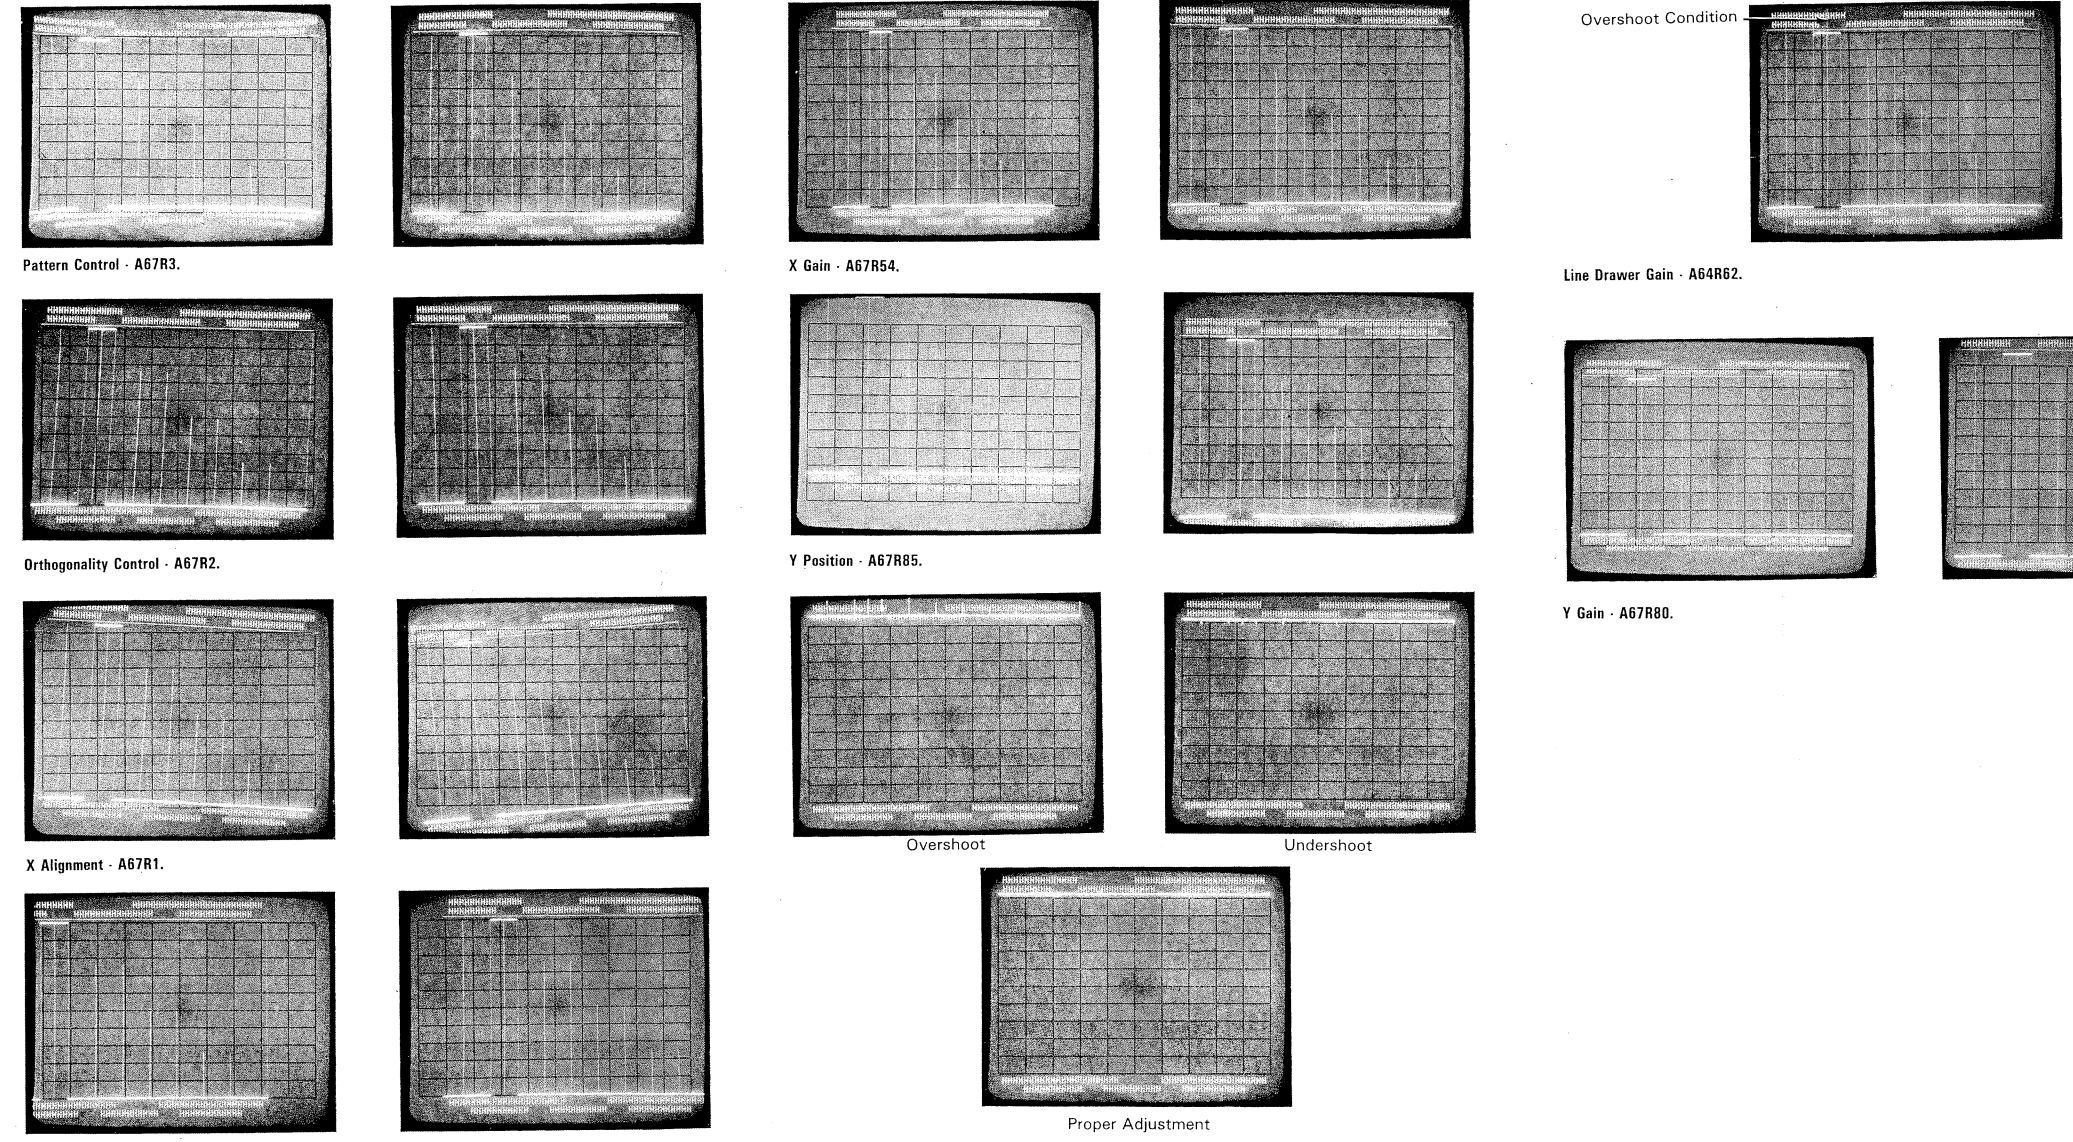 Overshoot Condition
Pattern Control - A67R3.
X Gain - A67R54.
Line Drawer Gain - A64R62.
Orthogonality Control - A67R2.
Y Position - A67R85.
Y Gain - A67R80.
Overshoot
Undershoot
X Alignment - A67R1.
Proper Adjustment